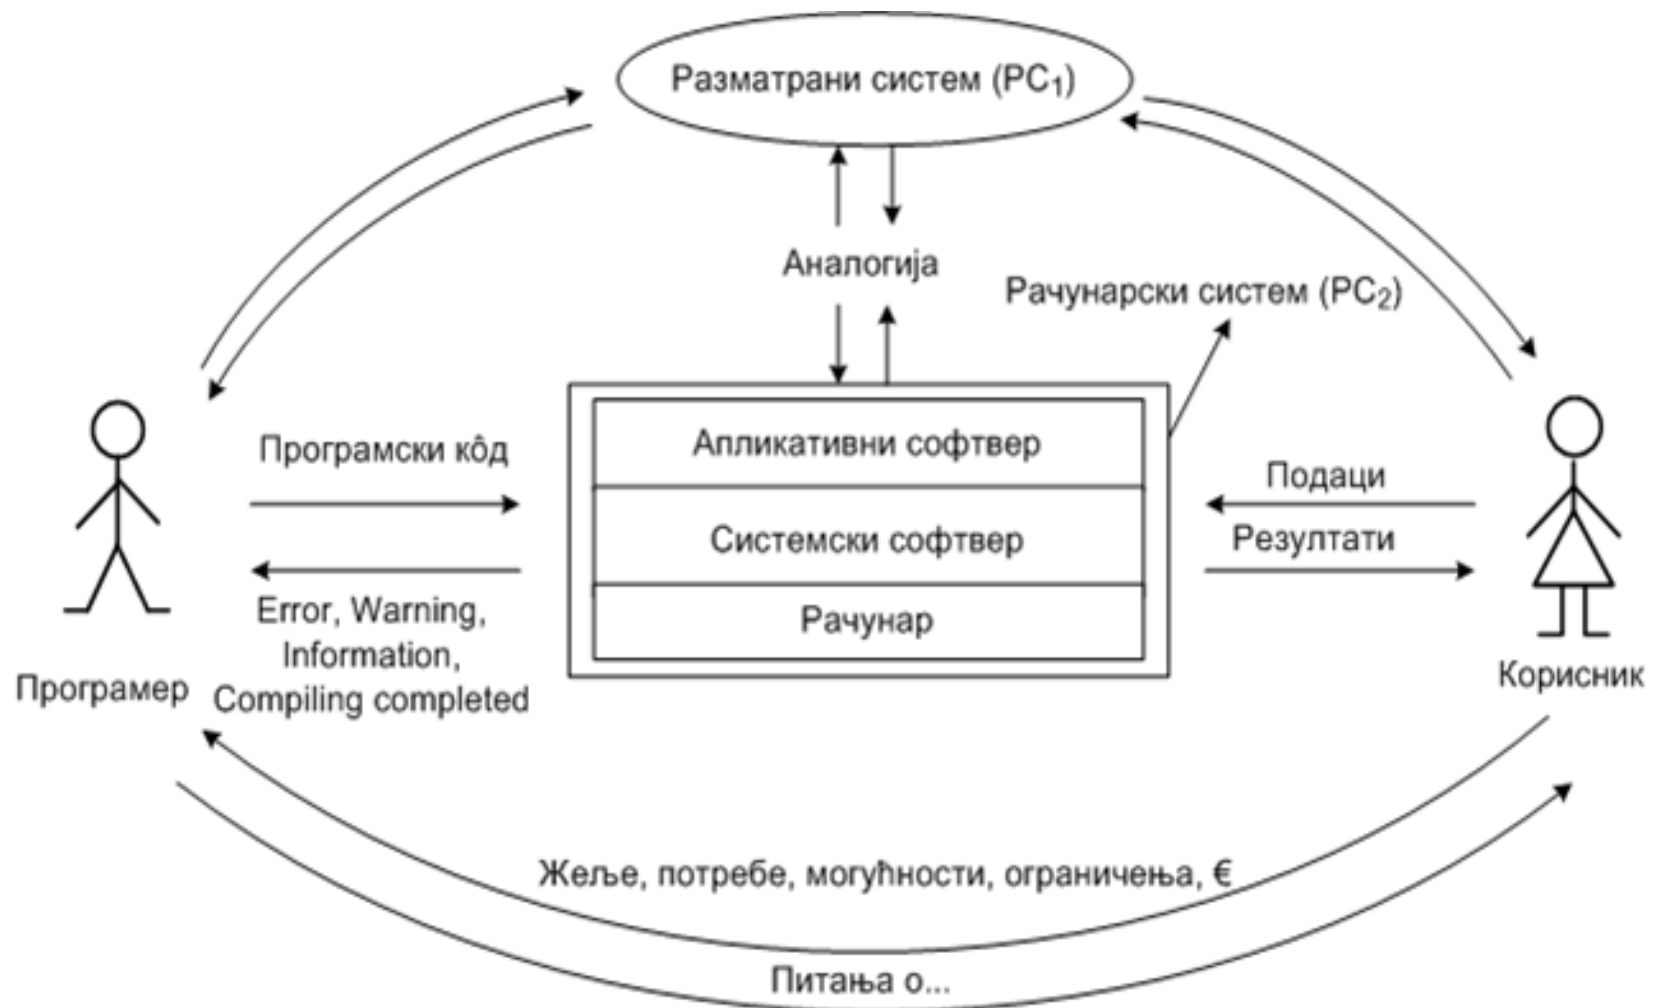 Разматрани систем (РС₁)
Аналогија
Рачунарски систем (РС₂)
Програмски кôд
Апликативни софтвер
Подаци
Системски софтвер
Резултати
Рачунар
Error, Warning,
Information,
Compiling completed
Програмер
Корисник
Жеље, потребе, могућности, ограничења, €
Питања о...